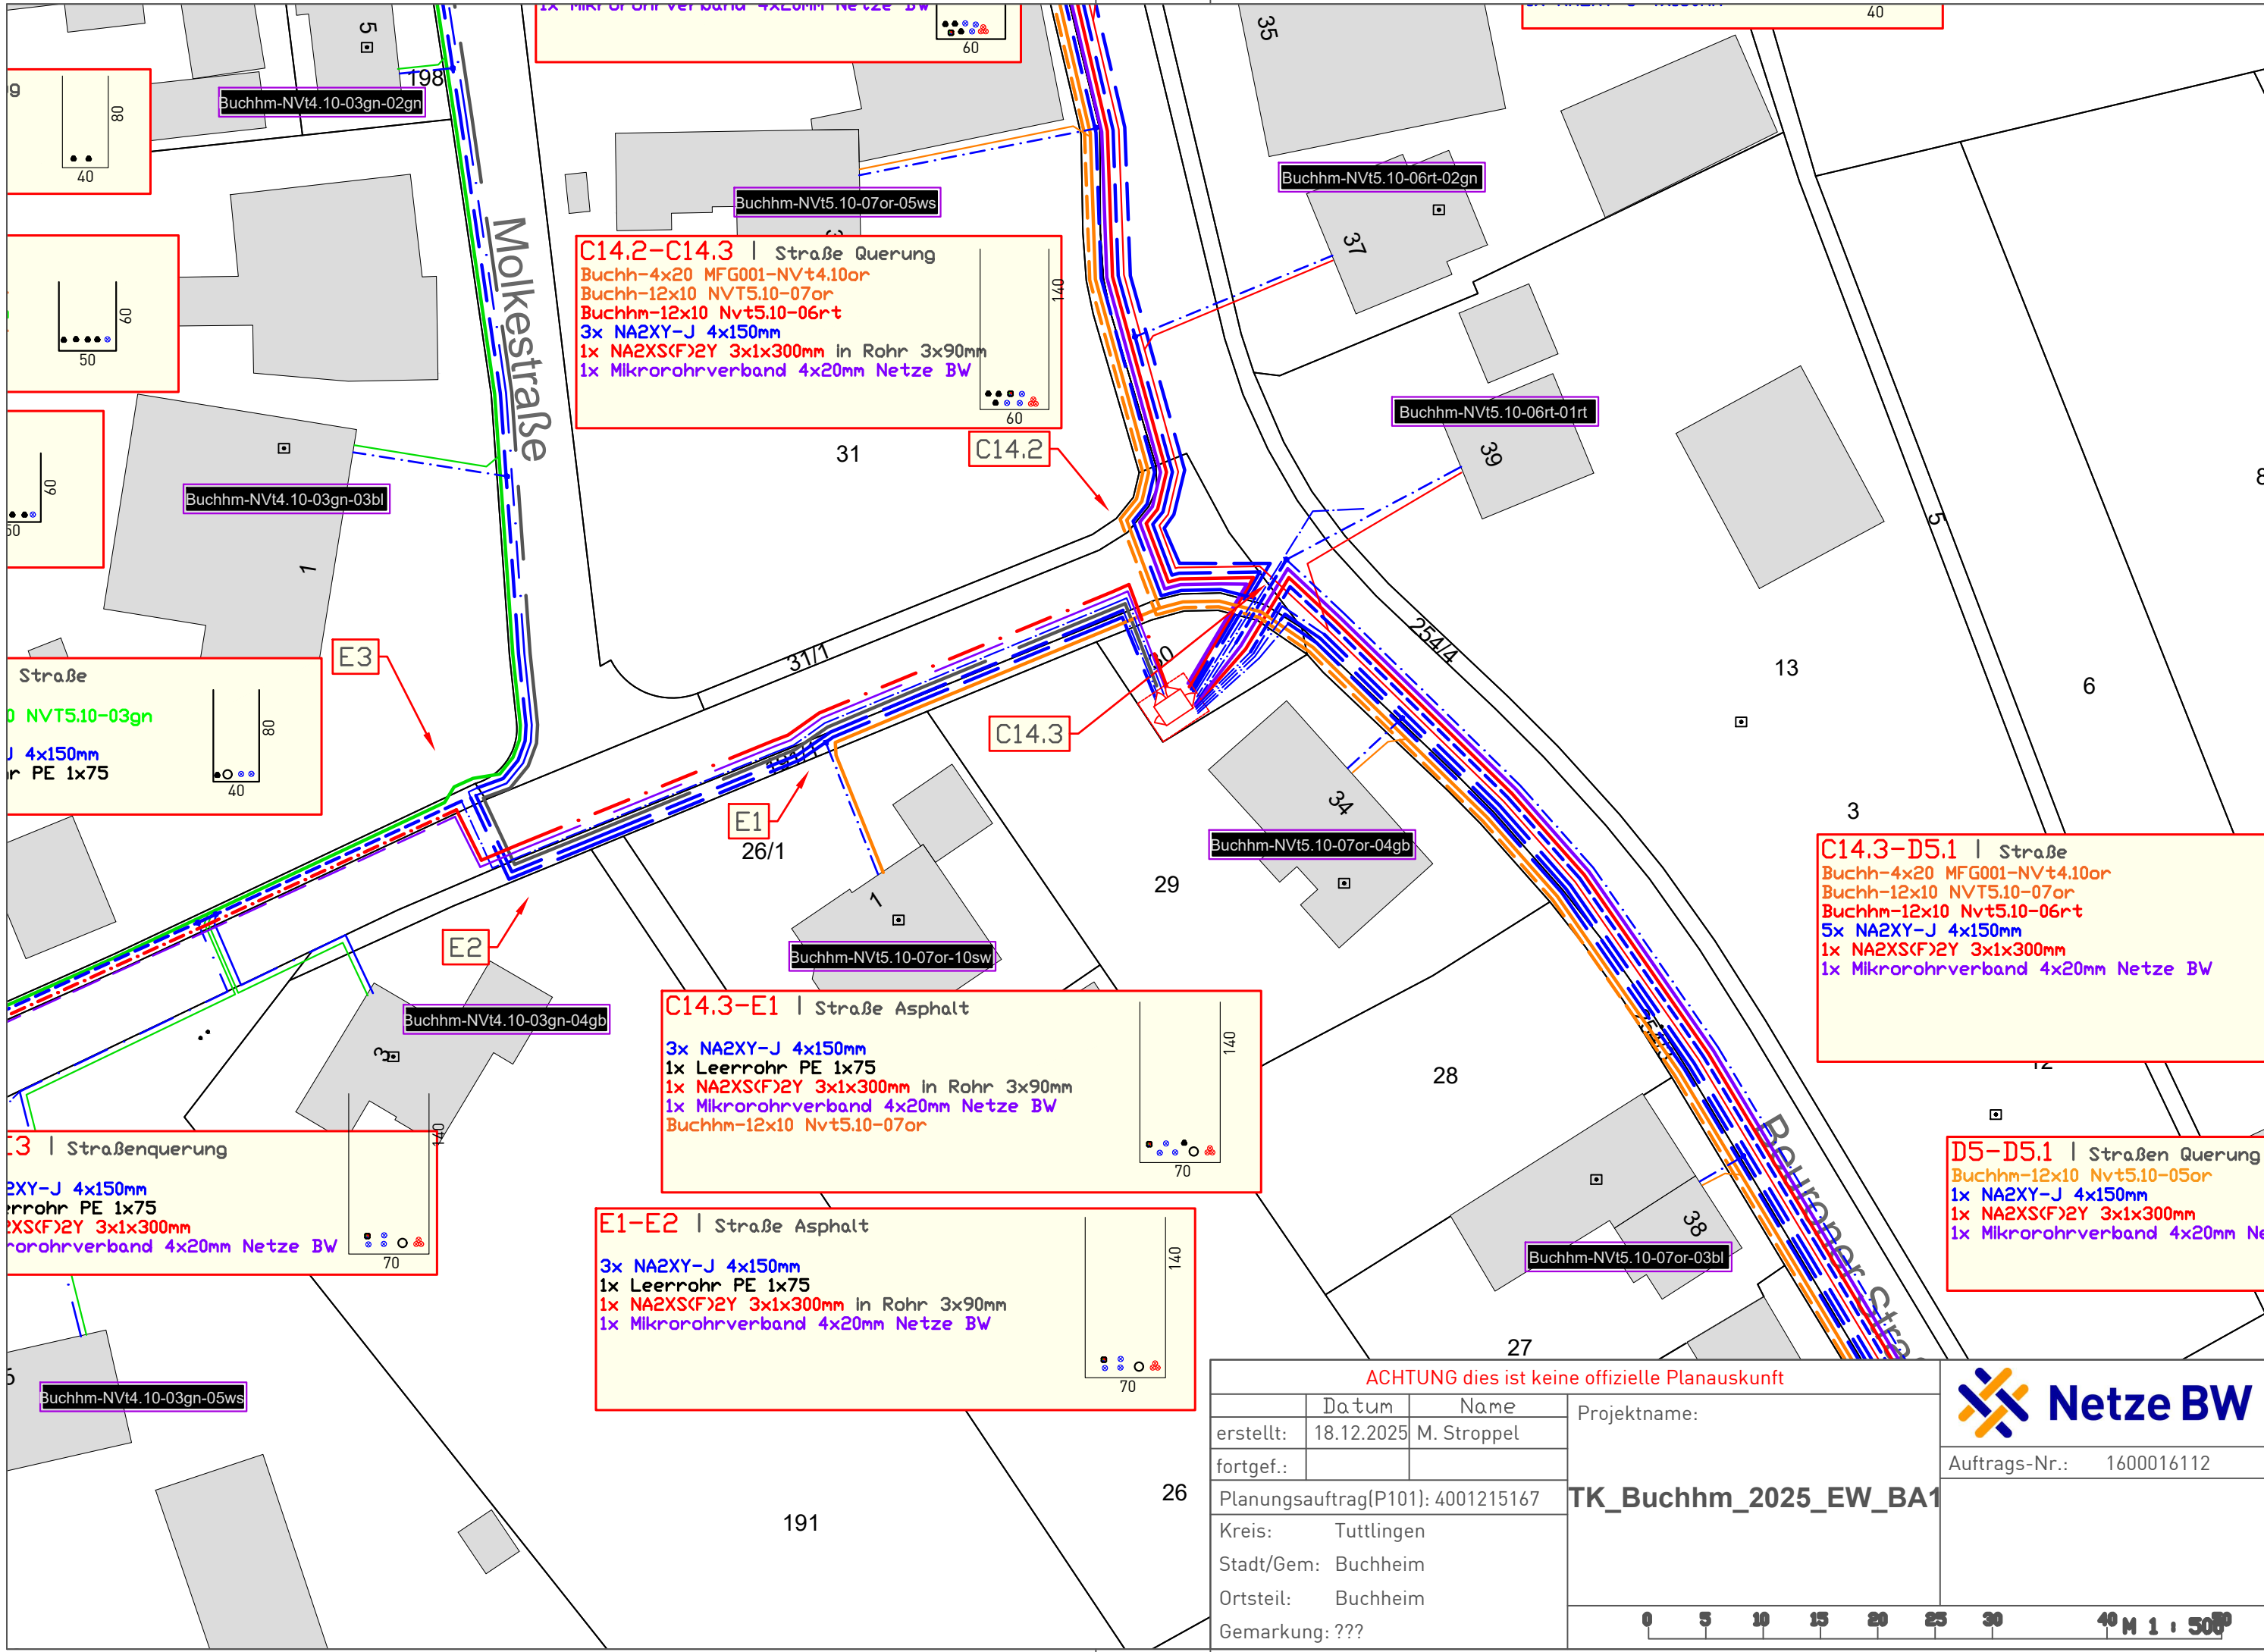 1x Mikrorohrverband 4x20mm Netze BW
60
40
5
198
Buchhm-NVt4.10-03gn-02gn
80
40
35
Buchhm-NVt5.10-06rt-02gn
37
Buchhm-NVt5.10-07or-05ws
Molkestraße
C14.2-C14.3 | Straße Querung
Buchh-4x20 MFG001-NVt4.10or
Buchh-12x10 NVT5.10-07or
Buchhm-12x10 Nvt5.10-06rt
3x NA2XY-J 4x150mm
1x NA2XS(F)2Y 3x1x300mm in Rohr 3x90mm
1x Mikrorohrverband 4x20mm Netze BW
140
60
60
50
Buchhm-NVt5.10-06rt-01rt
39
31
C14.2
Buchhm-NVt4.10-03gn-03bl
60
50
1
5
8
E3
31/1
254/4
13
6
Straße
NVT5.10-03gn
4x150mm
PE 1x75
80
40
C14.3
34
E1
26/1
3
Buchhm-NVt5.10-07or-04gb
29
1
E2
Buchhm-NVt5.10-07or-10sw
C14.3-D5.1 | Straße
Buchh-4x20 MFG001-NVt4.10or
Buchh-12x10 NVT5.10-07or
Buchhm-12x10 Nvt5.10-06rt
5x NA2XY-J 4x150mm
1x NA2XS(F)2Y 3x1x300mm
1x Mikrorohrverband 4x20mm Netze BW
12
Buchhm-NVt4.10-03gn-04gb
3
C14.3-E1 | Straße Asphalt
3x NA2XY-J 4x150mm
1x Leerrohr PE 1x75
1x NA2XS(F)2Y 3x1x300mm in Rohr 3x90mm
1x Mikrorohrverband 4x20mm Netze BW
Buchhm-12x10 Nvt5.10-07or
140
70
28
E3 | Straßenquerung
2XY-J 4x150mm
errohr PE 1x75
2XS(F)2Y 3x1x300mm
rorohrverband 4x20mm Netze BW
140
70
Beuroner Stra
D5-D5.1 | Straßen Querung
Buchhm-12x10 Nvt5.10-05or
1x NA2XY-J 4x150mm
1x NA2XS(F)2Y 3x1x300mm
1x Mikrorohrverband 4x20mm Ne
38
Buchhm-NVt5.10-07or-03bl
E1-E2 | Straße Asphalt
3x NA2XY-J 4x150mm
1x Leerrohr PE 1x75
1x NA2XS(F)2Y 3x1x300mm in Rohr 3x90mm
1x Mikrorohrverband 4x20mm Netze BW
140
70
27
Buchhm-NVt4.10-03gn-05ws
26
191
ACHTUNG dies ist keine offizielle Planauskunft
Datum Name
erstellt: 18.12.2025 M. Stroppel
fortgef.:
Planungsauftrag(P101): 4001215167
Kreis: Tuttlingen
Stadt/Gem: Buchheim
Ortsteil: Buchheim
Gemarkung: ???
Projektname:
TK_Buchhm_2025_EW_BA1
Netze BW
Auftrags-Nr.: 1600016112
0 5 10 15 20 25 30 40 50
M 1 : 500